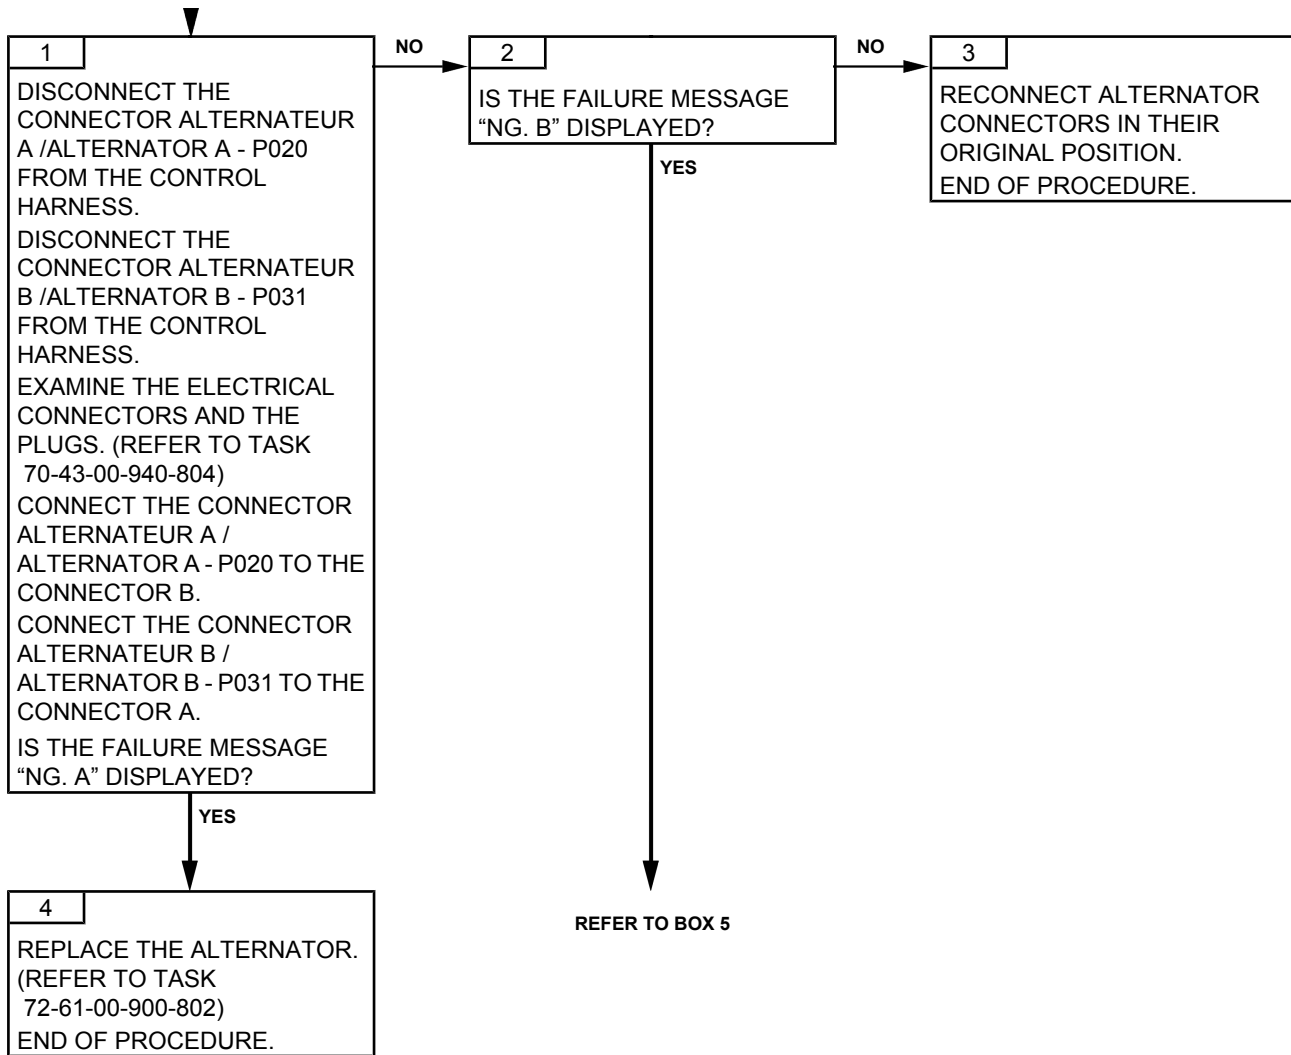 1
DISCONNECT THE
CONNECTOR ALTERNATEUR
A /ALTERNATOR A - P020
FROM THE CONTROL
HARNESS.
DISCONNECT THE
CONNECTOR ALTERNATEUR
B /ALTERNATOR B - P031
FROM THE CONTROL
HARNESS.
EXAMINE THE ELECTRICAL
CONNECTORS AND THE
PLUGS. (REFER TO TASK
70-43-00-940-804)
CONNECT THE CONNECTOR
ALTERNATEUR A /
ALTERNATOR A - P020 TO THE
CONNECTOR B.
CONNECT THE CONNECTOR
ALTERNATEUR B /
ALTERNATOR B - P031 TO THE
CONNECTOR A.
IS THE FAILURE MESSAGE
“NG. A” DISPLAYED?
NO
2
IS THE FAILURE MESSAGE
“NG. B” DISPLAYED?
NO
3
RECONNECT ALTERNATOR
CONNECTORS IN THEIR
ORIGINAL POSITION.
END OF PROCEDURE.
YES
YES
4
REPLACE THE ALTERNATOR.
(REFER TO TASK
72-61-00-900-802)
END OF PROCEDURE.
REFER TO BOX 5